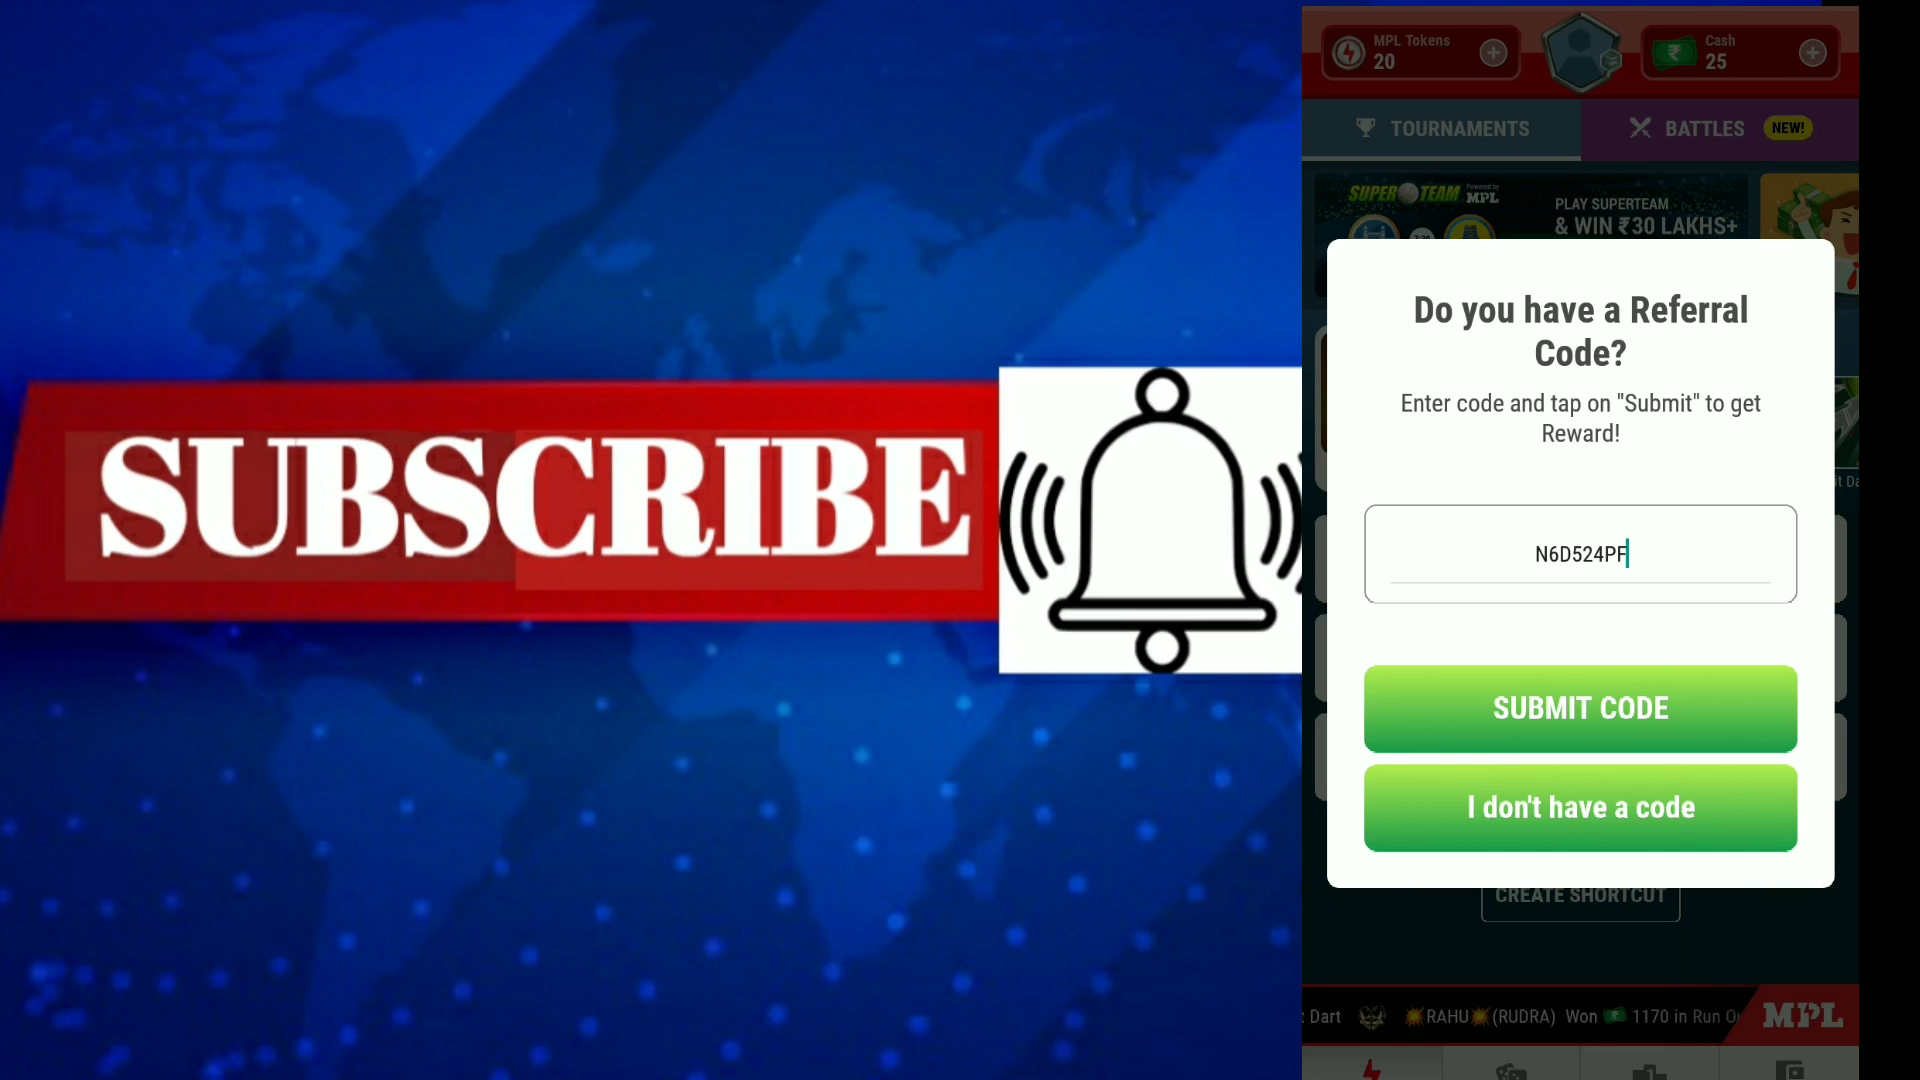 SUBSCRIBE
MPL Tokens
20
Cash
25
TOURNAMENTS
BATTLES
NEW!
SUPER TEAM
Powered by
MPL
PLAY SUPERTEAM
& WIN ₹30 LAKHS+
Do you have a Referral
Code?
Enter code and tap on "Submit" to get
Reward!
N6D524PF
SUBMIT CODE
I don't have a code
CREATE SHORTCUT
Dart
💥RAHU💥(RUDRA) Won 1170 in Run
MPL